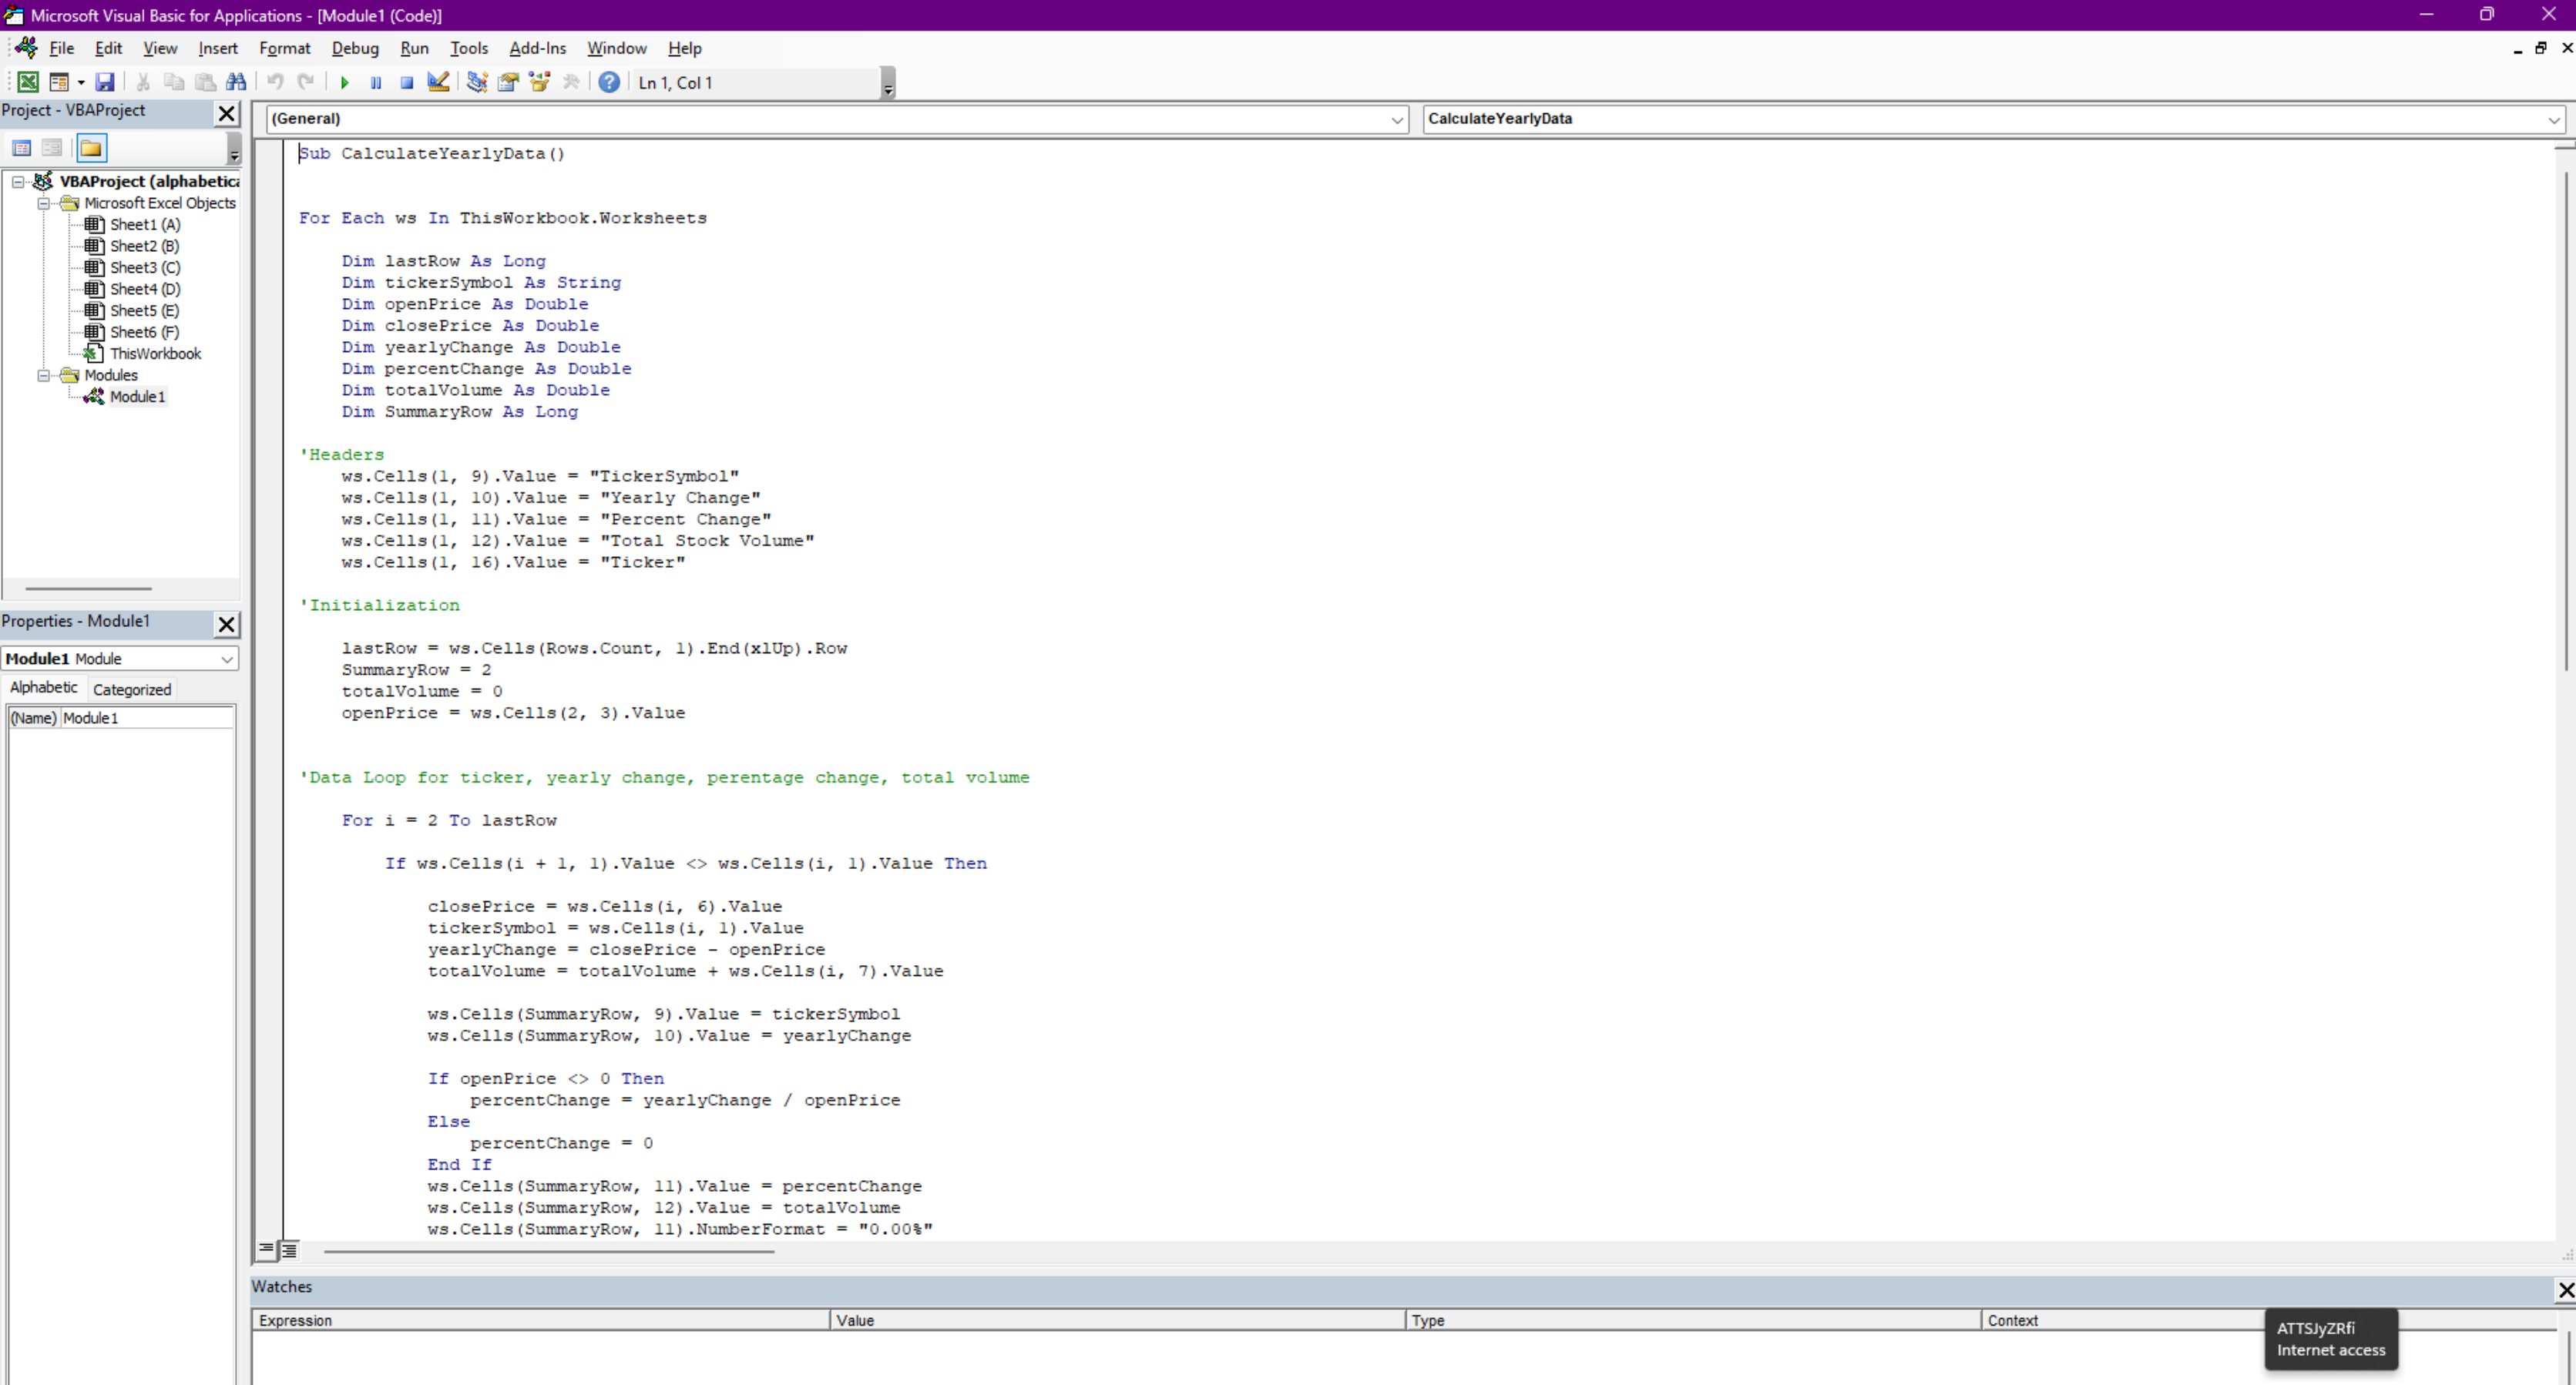 Microsoft Visual Basic for Applications - [Module1 (Code)]
File Edit View Insert Format Debug Run Tools Add-Ins Window Help
Ln 1, Col 1
Project - VBAProject
VBAProject (alphabetica
Microsoft Excel Objects
Sheet1 (A)
Sheet2 (B)
Sheet3 (C)
Sheet4 (D)
Sheet5 (E)
Sheet6 (F)
ThisWorkbook
Modules
Module1
Properties - Module1
Module1 Module
Alphabetic Categorized
(Name) Module1
(General) CalculateYearlyData
Sub CalculateYearlyData()
For Each ws In ThisWorkbook.Worksheets
Dim lastRow As Long
Dim tickerSymbol As String
Dim openPrice As Double
Dim closePrice As Double
Dim yearlyChange As Double
Dim percentChange As Double
Dim totalVolume As Double
Dim SummaryRow As Long
'Headers
ws.Cells(1, 9).Value = "TickerSymbol"
ws.Cells(1, 10).Value = "Yearly Change"
ws.Cells(1, 11).Value = "Percent Change"
ws.Cells(1, 12).Value = "Total Stock Volume"
ws.Cells(1, 16).Value = "Ticker"
'Initialization
lastRow = ws.Cells(Rows.Count, 1).End(xlUp).Row
SummaryRow = 2
totalVolume = 0
openPrice = ws.Cells(2, 3).Value
'Data Loop for ticker, yearly change, perentage change, total volume
For i = 2 To lastRow
If ws.Cells(i + 1, 1).Value <> ws.Cells(i, 1).Value Then
closePrice = ws.Cells(i, 6).Value
tickerSymbol = ws.Cells(i, 1).Value
yearlyChange = closePrice - openPrice
totalVolume = totalVolume + ws.Cells(i, 7).Value
ws.Cells(SummaryRow, 9).Value = tickerSymbol
ws.Cells(SummaryRow, 10).Value = yearlyChange
If openPrice <> 0 Then
percentChange = yearlyChange / openPrice
Else
percentChange = 0
End If
ws.Cells(SummaryRow, 11).Value = percentChange
ws.Cells(SummaryRow, 12).Value = totalVolume
ws.Cells(SummaryRow, 11).NumberFormat = "0.00%"
Watches
Expression Value Type Context
ATTSJyZRfi
Internet access